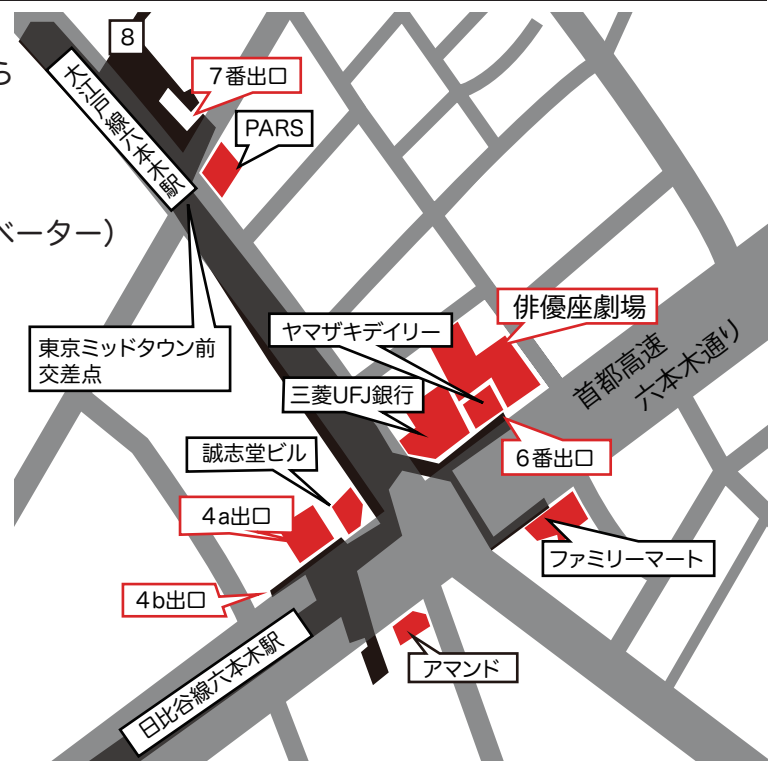 8
ら
7番出口
大江戸線六本木駅
PARS
ベーター）
俳優座劇場
ヤマザキデイリー
東京ミッドタウン前
交差点
首都高速
六本木通り
三菱UFJ銀行
6番出口
誠志堂ビル
4a出口
ファミリーマート
4b出口
アマンド
日比谷線六本木駅